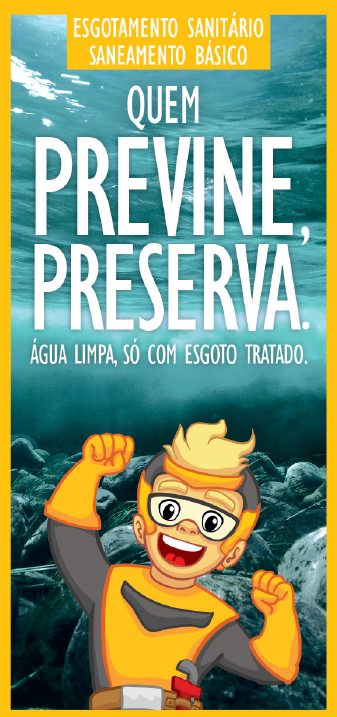 ESGOTAMENTO SANITÁRIO
SANEAMENTO BÁSICO
QUEM
PREVINE,
PRESERVA.
ÁGUA LIMPA, SÓ COM ESGOTO TRATADO.